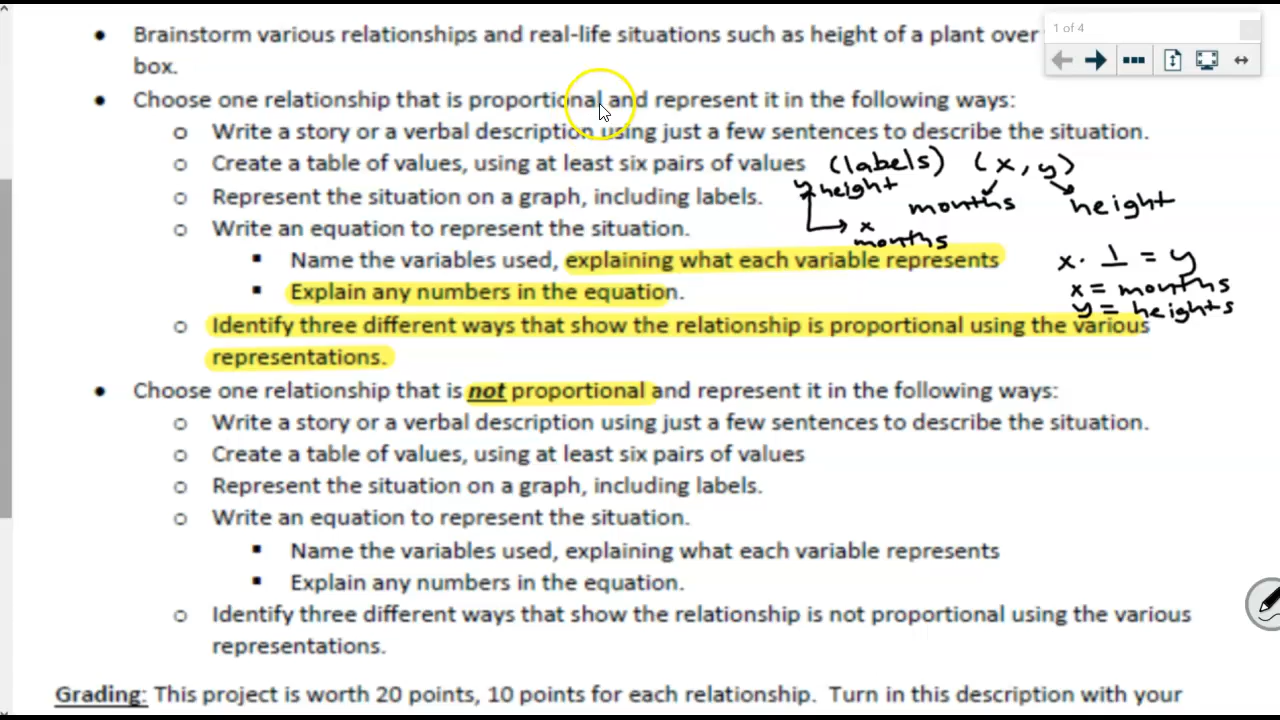 1 of 4
• Brainstorm various relationships and real-life situations such as height of a plant over
box.
• Choose one relationship that is proportional and represent it in the following ways:
o Write a story or a verbal description using just a few sentences to describe the situation.
o Create a table of values, using at least six pairs of values (labels) (x, y)
o Represent the situation on a graph, including labels. y height months height
o Write an equation to represent the situation. x months
▪ Name the variables used, explaining what each variable represents x · 1 = y
▪ Explain any numbers in the equation. x = months
y = heights
o Identify three different ways that show the relationship is proportional using the various
representations.
• Choose one relationship that is not proportional and represent it in the following ways:
o Write a story or a verbal description using just a few sentences to describe the situation.
o Create a table of values, using at least six pairs of values
o Represent the situation on a graph, including labels.
o Write an equation to represent the situation.
▪ Name the variables used, explaining what each variable represents
▪ Explain any numbers in the equation.
o Identify three different ways that show the relationship is not proportional using the various
representations.
Grading: This project is worth 20 points, 10 points for each relationship. Turn in this description with your